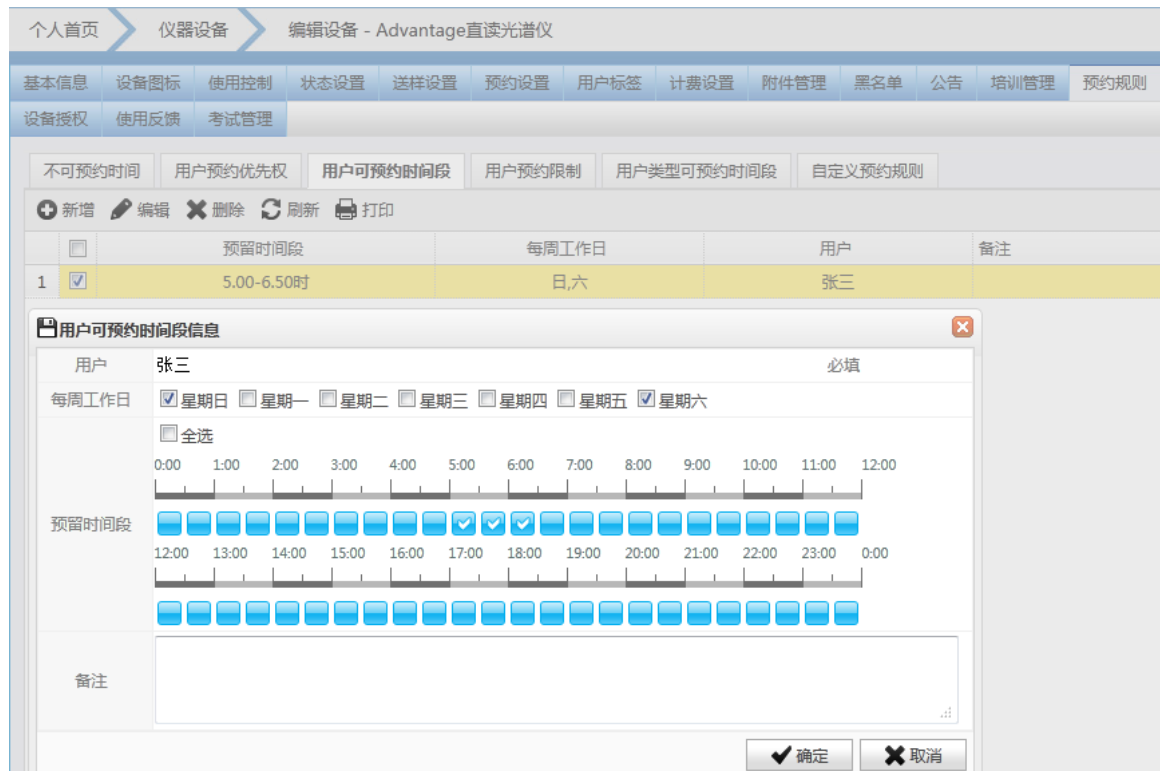 个人首页 仪器设备 编辑设备 - Advantage直读光谱仪
基本信息 设备图标 使用控制 状态设置 送样设置 预约设置 用户标签 计费设置 附件管理 黑名单 公告 培训管理 预约规则
设备授权 使用反馈 考试管理
不可预约时间 用户预约优先权 用户可预约时间段 用户预约限制 用户类型可预约时间段 自定义预约规则
新增 编辑 删除 刷新 打印
预留时间段 每周工作日 用户 备注
1 5.00-6.50时 日,六 张三
用户可预约时间段信息
用户 张三 必填
每周工作日 星期日 星期一 星期二 星期三 星期四 星期五 星期六
全选
0:00 1:00 2:00 3:00 4:00 5:00 6:00 7:00 8:00 9:00 10:00 11:00 12:00
预留时间段
12:00 13:00 14:00 15:00 16:00 17:00 18:00 19:00 20:00 21:00 22:00 23:00 0:00
备注
确定 取消